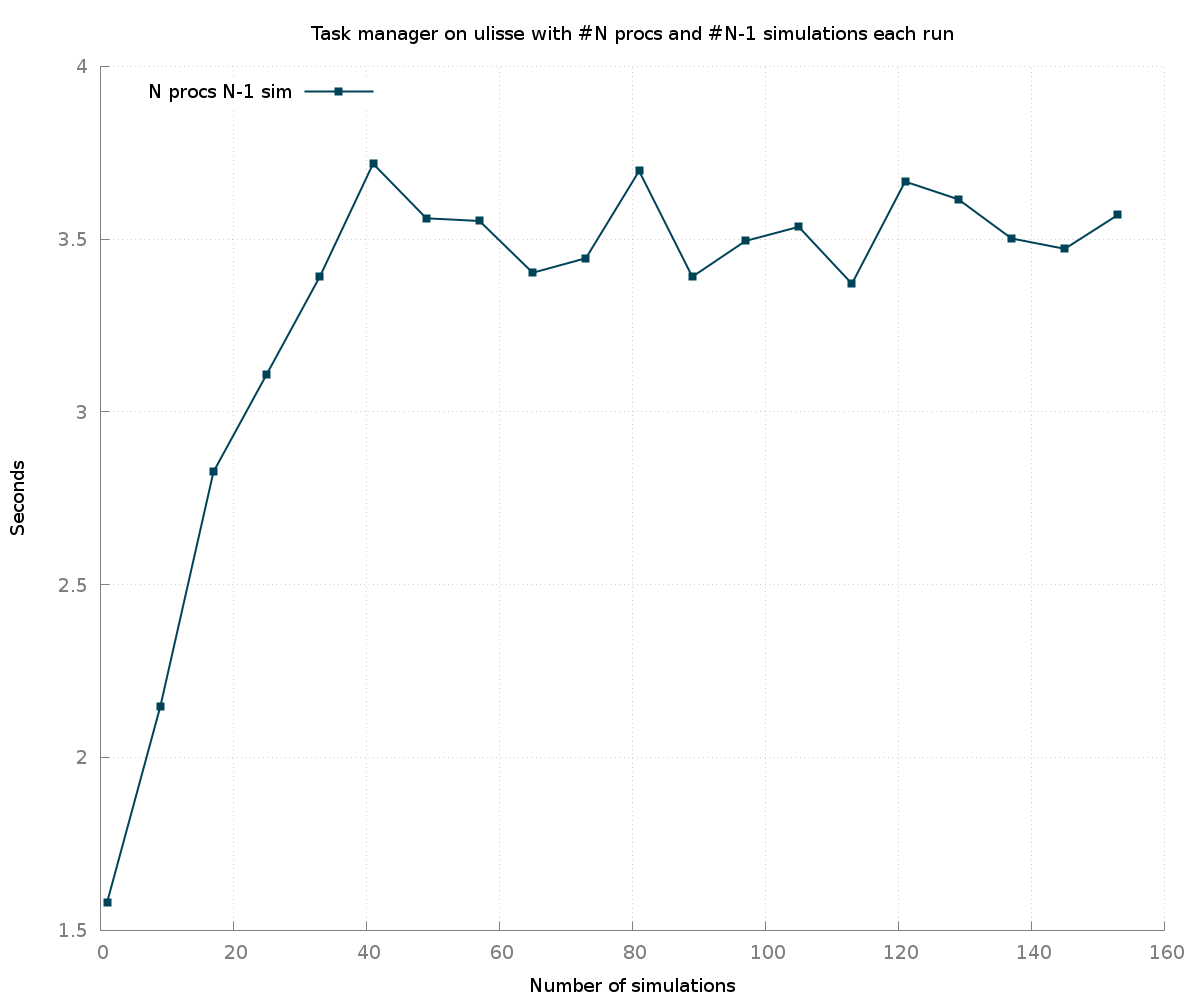 Task manager on ulisse with #N procs and #N-1 simulations each run
4
N procs N-1 sim
3.5
3
2.5
2
1.5
Seconds
0 20 40 60 80 100 120 140 160
Number of simulations